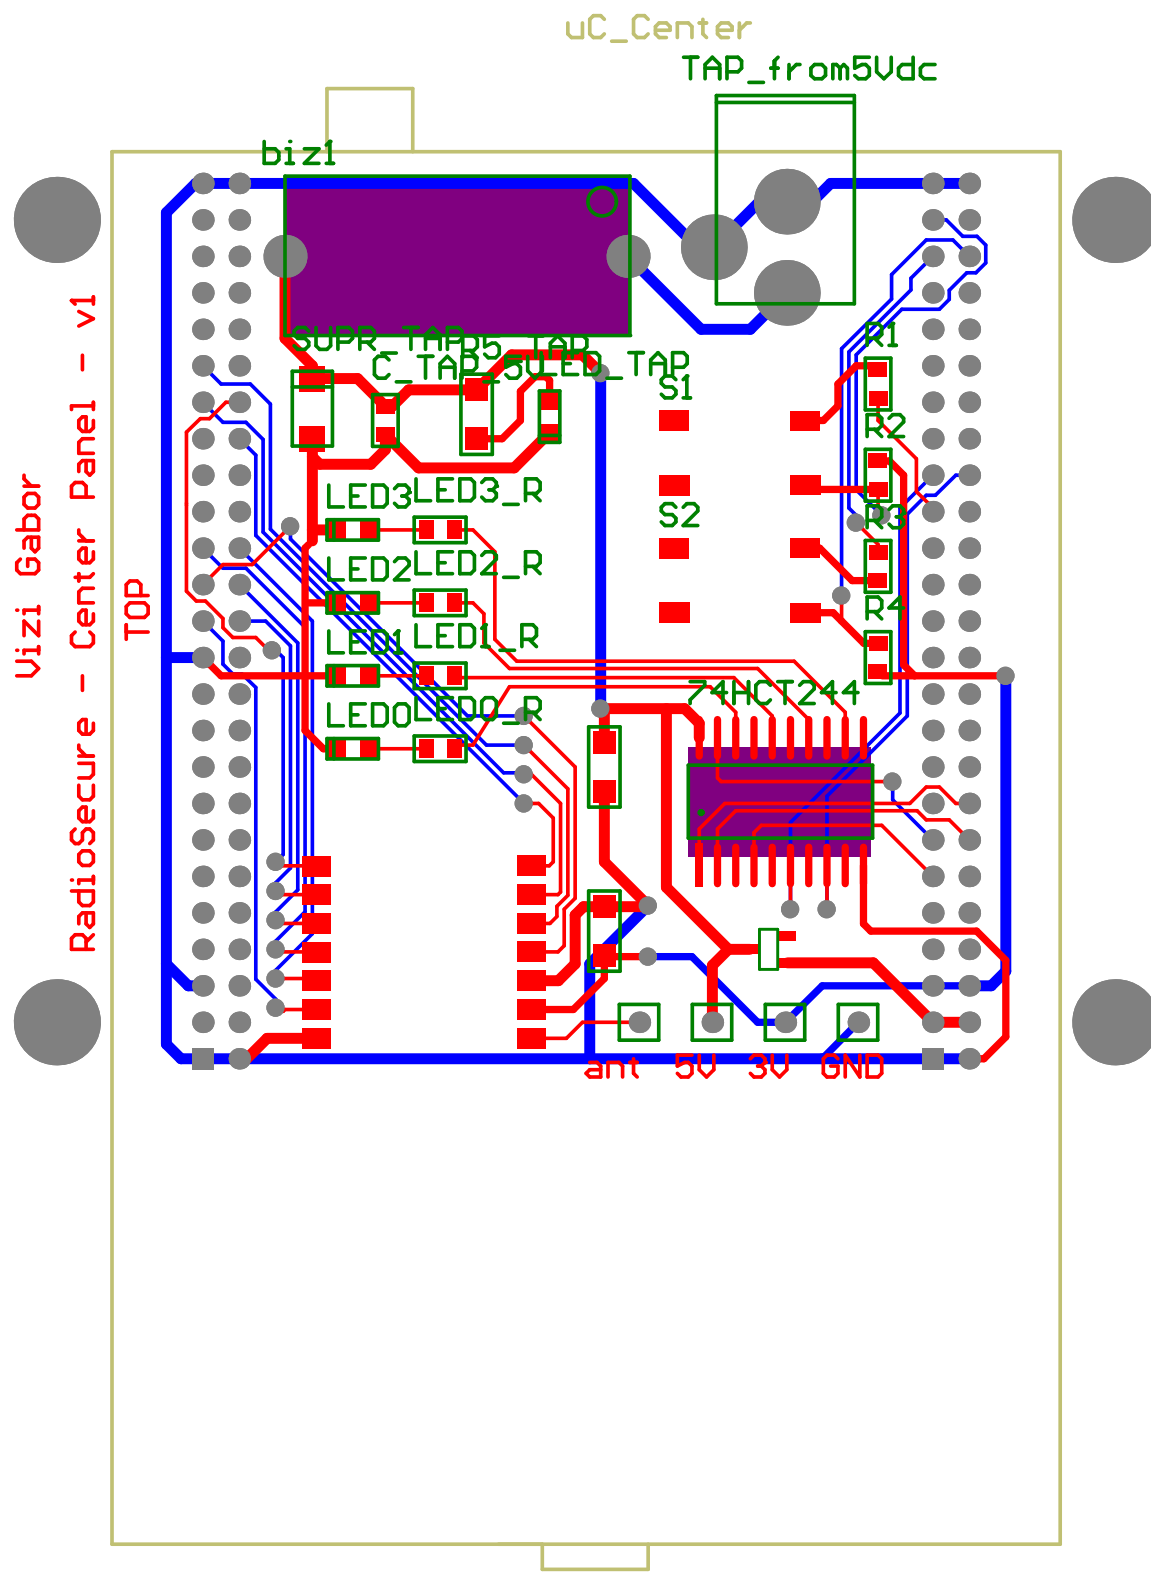 uC_Center
TAP_from5Vdc
biz1
SUPR_TAP
C_TAP_5V
LED_TAP
R1
S1
R2
LED3
LED3_R
S2
R3
LED2
LED2_R
R4
LED1
LED1_R
74HCT244
LED0
LED0_R
ant 5V 3V GND
Vizi Gabor
RadioSecure - Center Panel - v1
TOP